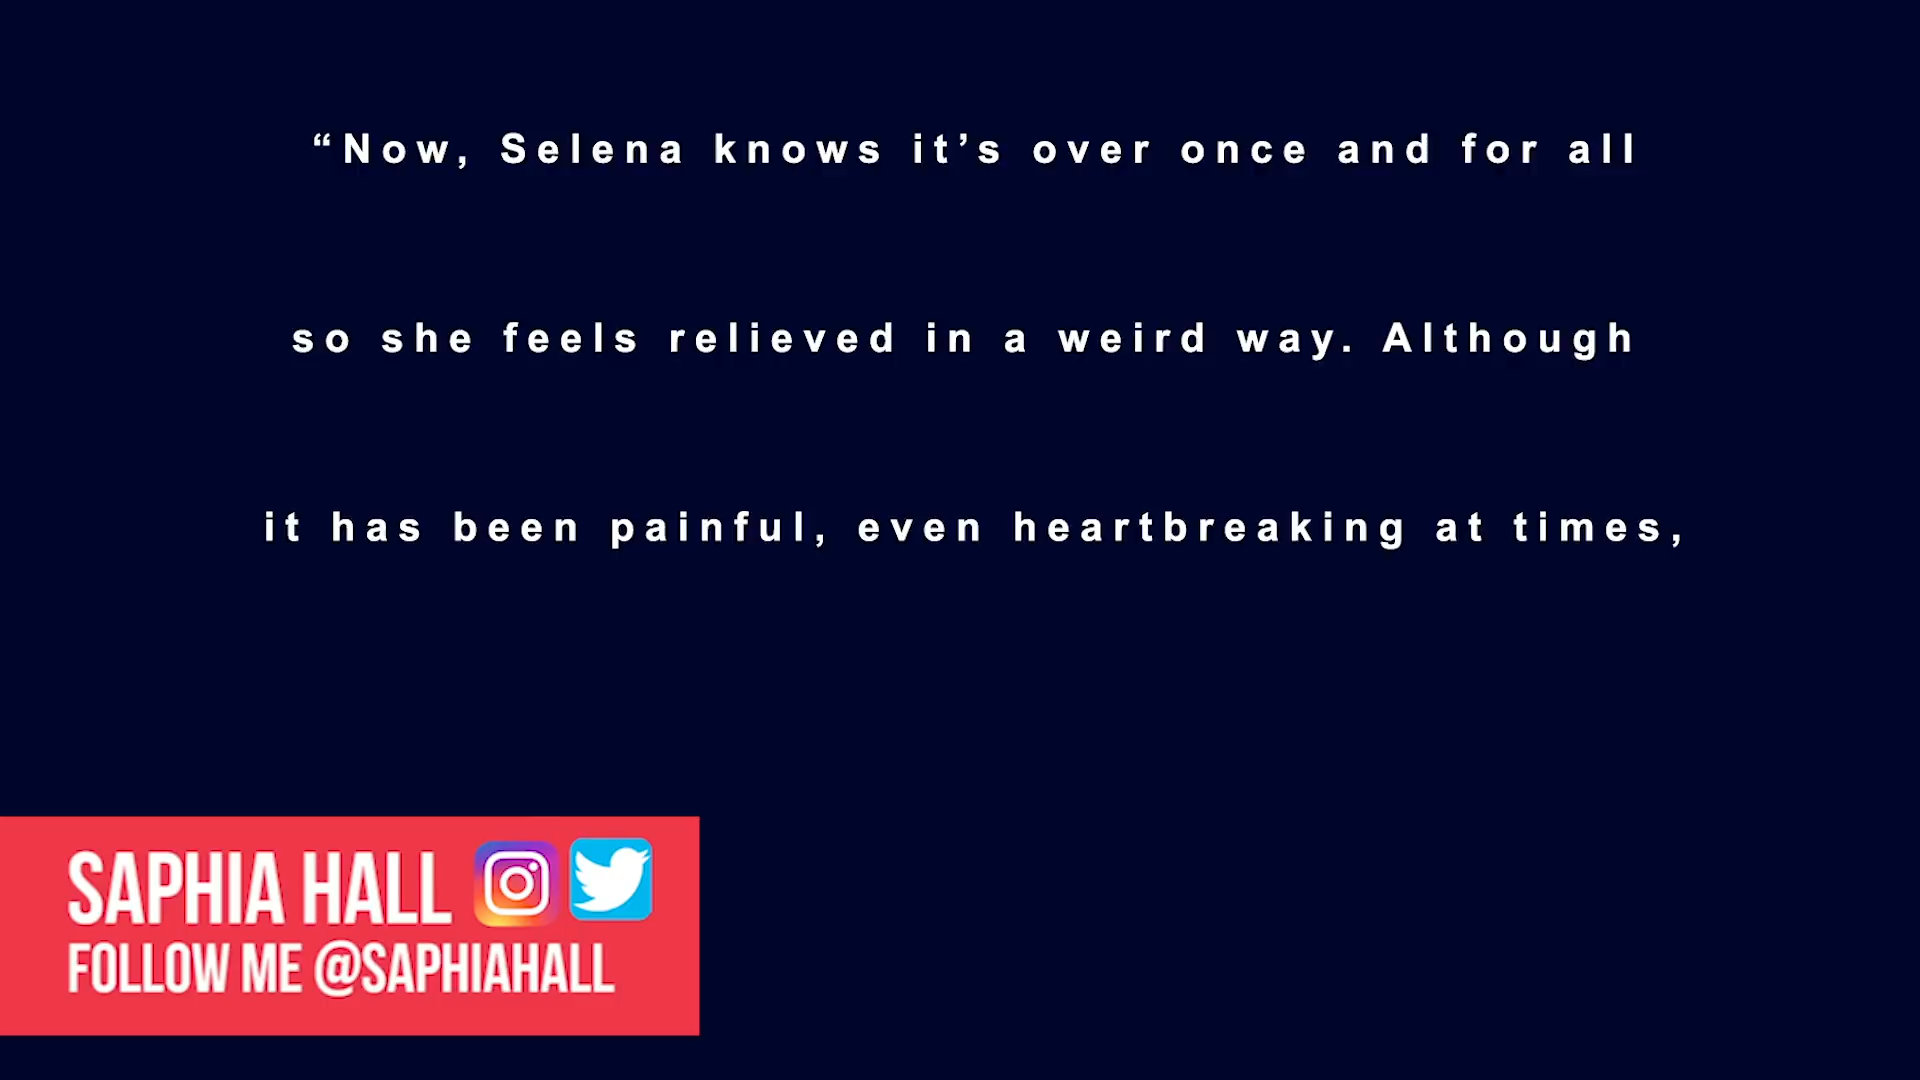 “Now, Selena knows it’s over once and for all
so she feels relieved in a weird way. Although
it has been painful, even heartbreaking at times,
SAPHIA HALL
FOLLOW ME @SAPHIAHALL